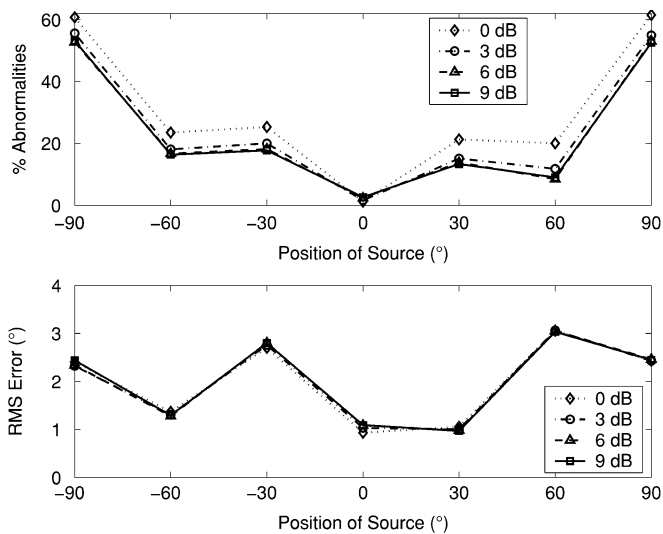 60
40
20
0
% Abnormalities
−90 −60 −30 0 30 60 90
Position of Source (°)
0 dB
3 dB
6 dB
9 dB
4
3
2
1
0
RMS Error (°)
−90 −60 −30 0 30 60 90
Position of Source (°)
0 dB
3 dB
6 dB
9 dB